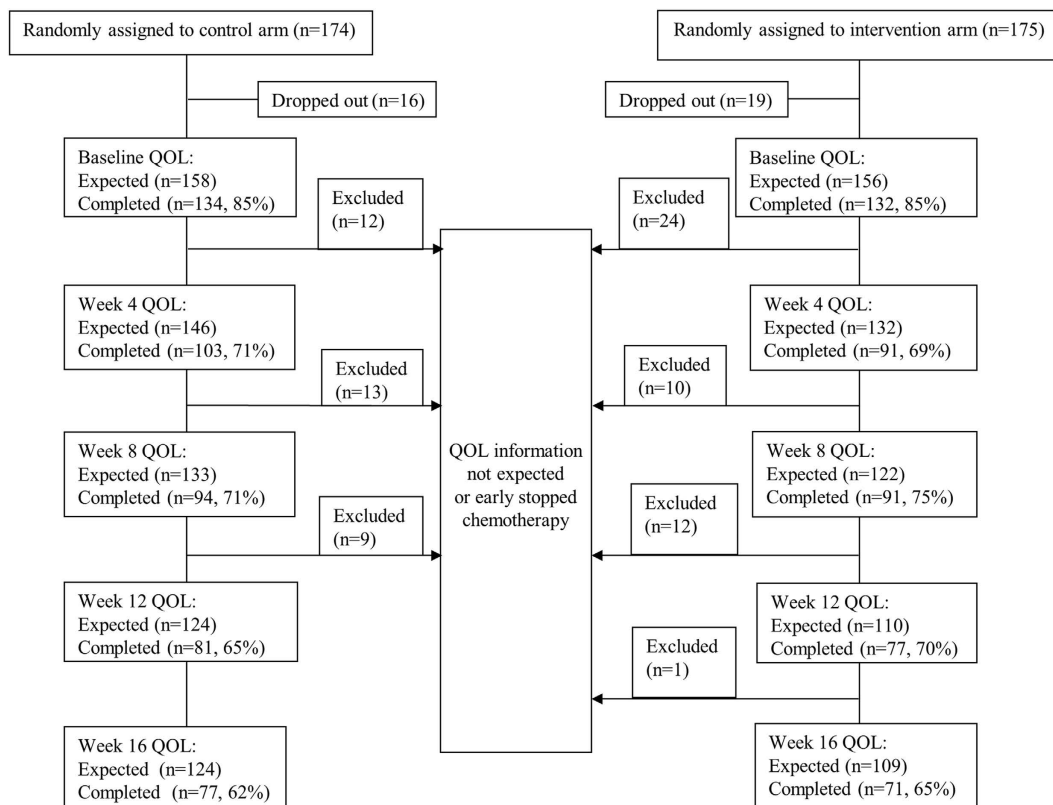 Randomly assigned to control arm (n=174)
Randomly assigned to intervention arm (n=175)
Dropped out (n=16)
Dropped out (n=19)
Baseline QOL:
Expected (n=158)
Completed (n=134, 85%)
Baseline QOL:
Expected (n=156)
Completed (n=132, 85%)
Excluded
(n=12)
Excluded
(n=24)
Week 4 QOL:
Expected (n=146)
Completed (n=103, 71%)
Week 4 QOL:
Expected (n=132)
Completed (n=91, 69%)
Excluded
(n=13)
Excluded
(n=10)
QOL information
not expected
or early stopped
chemotherapy
Week 8 QOL:
Expected (n=133)
Completed (n=94, 71%)
Week 8 QOL:
Expected (n=122)
Completed (n=91, 75%)
Excluded
(n=9)
Excluded
(n=12)
Week 12 QOL:
Expected (n=124)
Completed (n=81, 65%)
Week 12 QOL:
Expected (n=110)
Completed (n=77, 70%)
Excluded
(n=1)
Week 16 QOL:
Expected (n=124)
Completed (n=77, 62%)
Week 16 QOL:
Expected (n=109)
Completed (n=71, 65%)